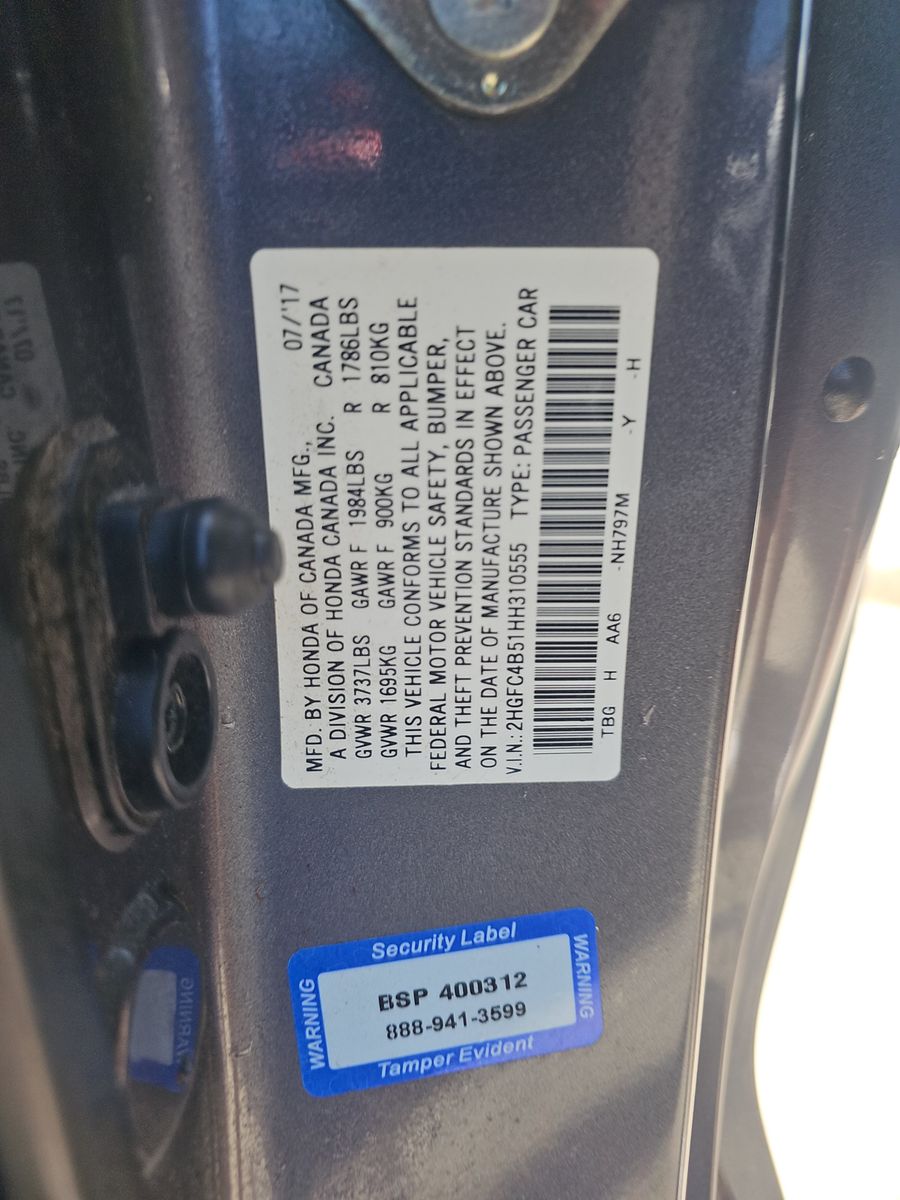 MFD. BY HONDA OF CANADA MFG., 07/'17
A DIVISION OF HONDA CANADA INC. CANADA
GVWR 3737LBS GAWR F 1984LBS R 1786LBS
GVWR 1695KG GAWR F 900KG R 810KG
THIS VEHICLE CONFORMS TO ALL APPLICABLE
FEDERAL MOTOR VEHICLE SAFETY, BUMPER,
AND THEFT PREVENTION STANDARDS IN EFFECT
ON THE DATE OF MANUFACTURE SHOWN ABOVE.
V.I.N.: 2HGFC4B51HH310555 TYPE: PASSENGER CAR
TBG H AA6 -NH797M -Y -H
Security Label
WARNING
BSP 400312
888-941-3599
WARNING
Tamper Evident